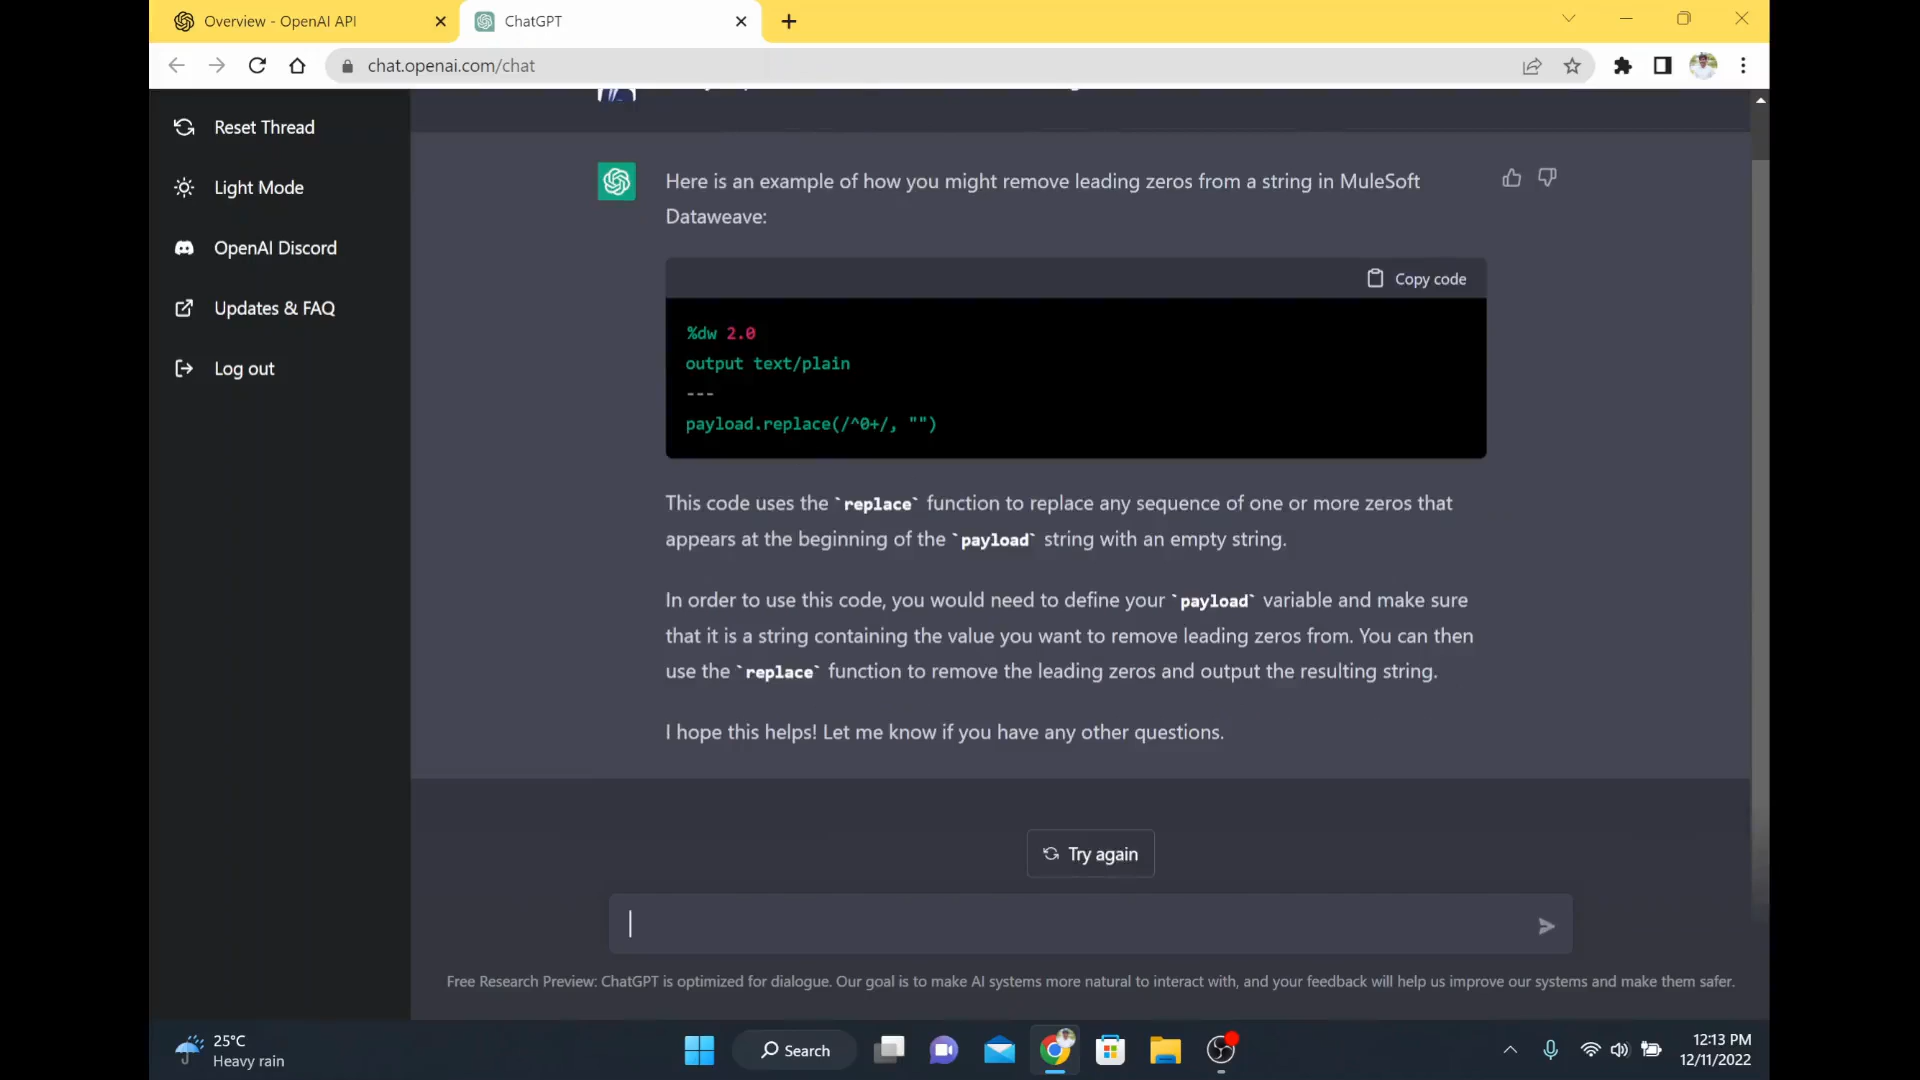 Overview - OpenAI API
ChatGPT
chat.openai.com/chat
Reset Thread
Light Mode
OpenAI Discord
Updates & FAQ
Log out
Here is an example of how you might remove leading zeros from a string in MuleSoft
Dataweave:
Copy code
%dw 2.0
output text/plain
---
payload.replace(/^0+/, "")
This code uses the `replace` function to replace any sequence of one or more zeros that
appears at the beginning of the `payload` string with an empty string.
In order to use this code, you would need to define your `payload` variable and make sure
that it is a string containing the value you want to remove leading zeros from. You can then
use the `replace` function to remove the leading zeros and output the resulting string.
I hope this helps! Let me know if you have any other questions.
Try again
Free Research Preview: ChatGPT is optimized for dialogue. Our goal is to make AI systems more natural to interact with, and your feedback will help us improve our systems and make them safer.
25°C
Heavy rain
Search
12:13 PM
12/11/2022